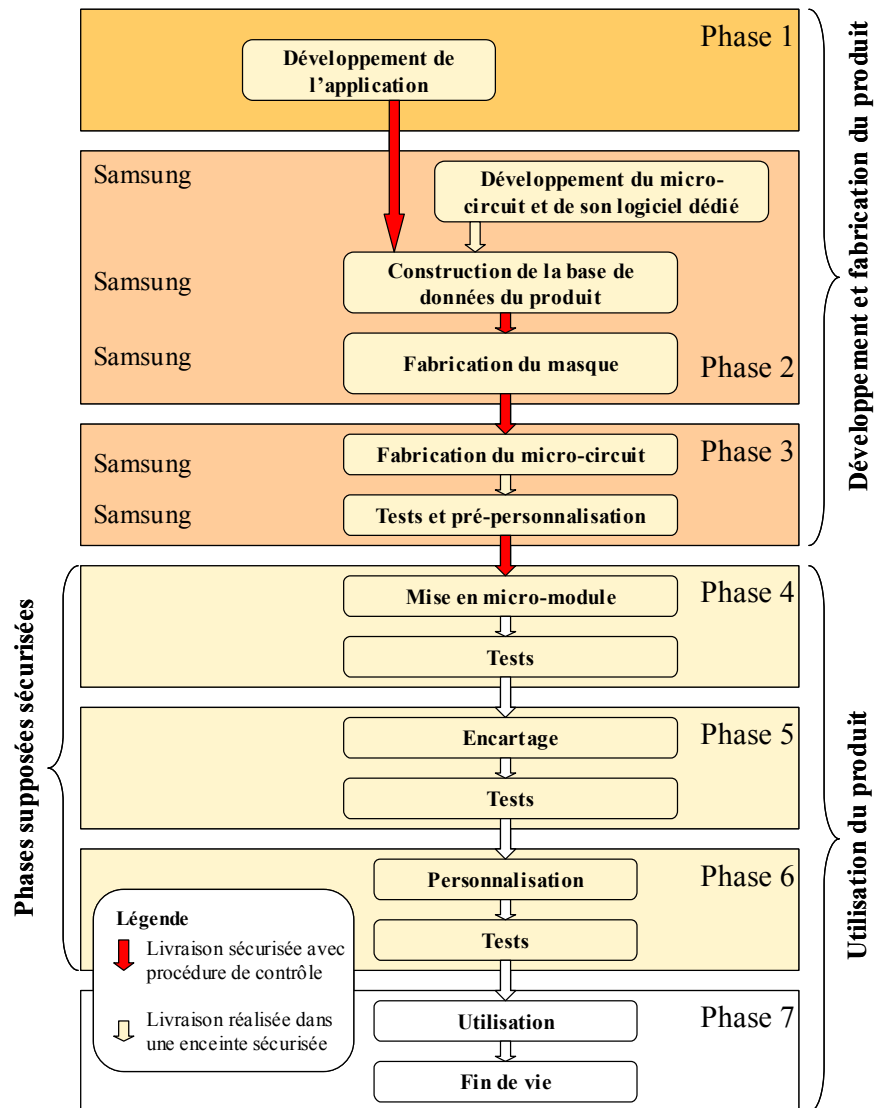 Phase 1
Développement de
l’application
Samsung
Développement du micro-
circuit et de son logiciel dédié
Samsung
Construction de la base de
données du produit
Samsung
Fabrication du masque
Phase 2
Développement et fabrication du produit
Phase 3
Samsung
Fabrication du micro-circuit
Samsung
Tests et pré-personnalisation
Phase 4
Mise en micro-module
Tests
Phase 5
Encartage
Tests
Phase 6
Personnalisation
Tests
Phases supposées sécurisées
Utilisation du produit
Légende
Livraison sécurisée avec
procédure de contrôle
Livraison réalisée dans
une enceinte sécurisée
Phase 7
Utilisation
Fin de vie